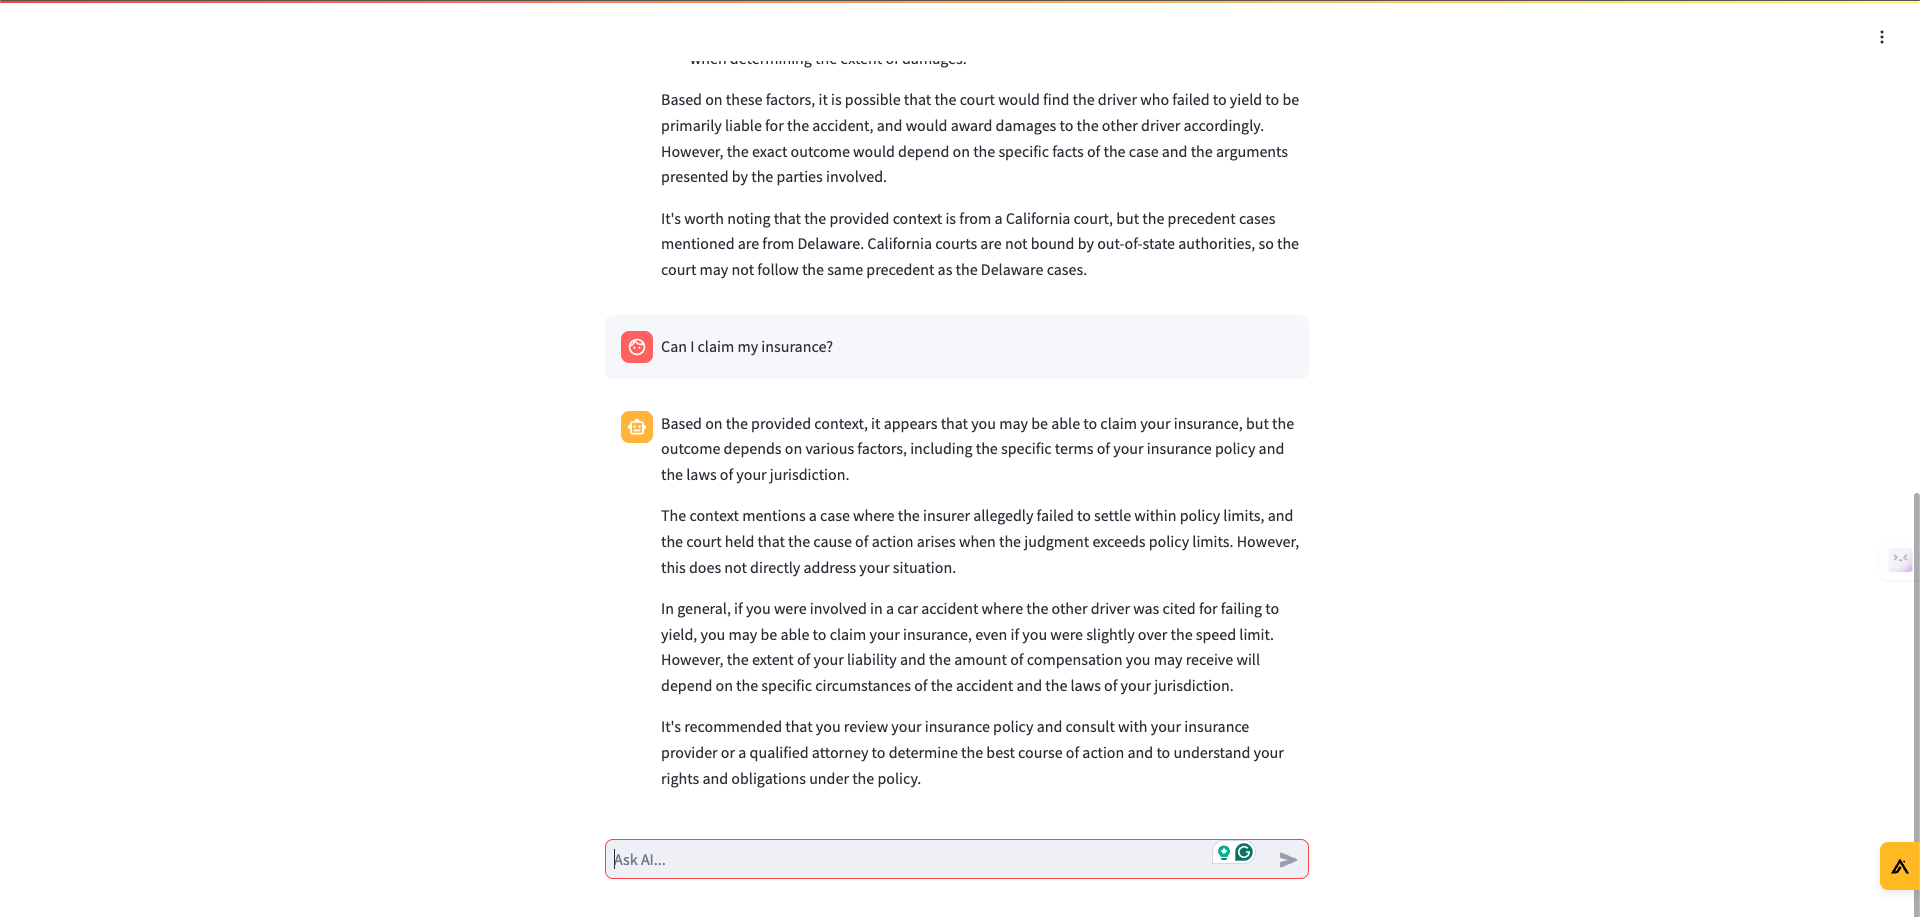 when determining the extent of damages.
Based on these factors, it is possible that the court would find the driver who failed to yield to be
primarily liable for the accident, and would award damages to the other driver accordingly.
However, the exact outcome would depend on the specific facts of the case and the arguments
presented by the parties involved.
It's worth noting that the provided context is from a California court, but the precedent cases
mentioned are from Delaware. California courts are not bound by out-of-state authorities, so the
court may not follow the same precedent as the Delaware cases.
Can I claim my insurance?
Based on the provided context, it appears that you may be able to claim your insurance, but the
outcome depends on various factors, including the specific terms of your insurance policy and
the laws of your jurisdiction.
The context mentions a case where the insurer allegedly failed to settle within policy limits, and
the court held that the cause of action arises when the judgment exceeds policy limits. However,
this does not directly address your situation.
In general, if you were involved in a car accident where the other driver was cited for failing to
yield, you may be able to claim your insurance, even if you were slightly over the speed limit.
However, the extent of your liability and the amount of compensation you may receive will
depend on the specific circumstances of the accident and the laws of your jurisdiction.
It's recommended that you review your insurance policy and consult with your insurance
provider or a qualified attorney to determine the best course of action and to understand your
rights and obligations under the policy.
Ask AI...